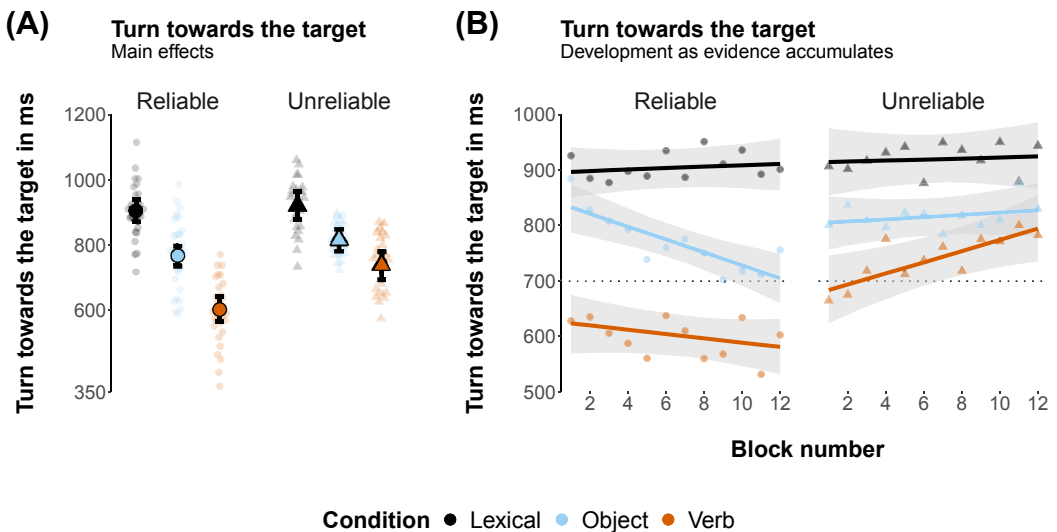 (A)
Turn towards the target
Main effects
Reliable
Unreliable
Turn towards the target in ms
1200
1000
800
600
350
(B)
Turn towards the target
Development as evidence accumulates
Reliable
Unreliable
Turn towards the target in ms
1000
900
800
700
600
500
2 4 6 8 10 12
2 4 6 8 10 12
Block number
Condition Lexical Object Verb